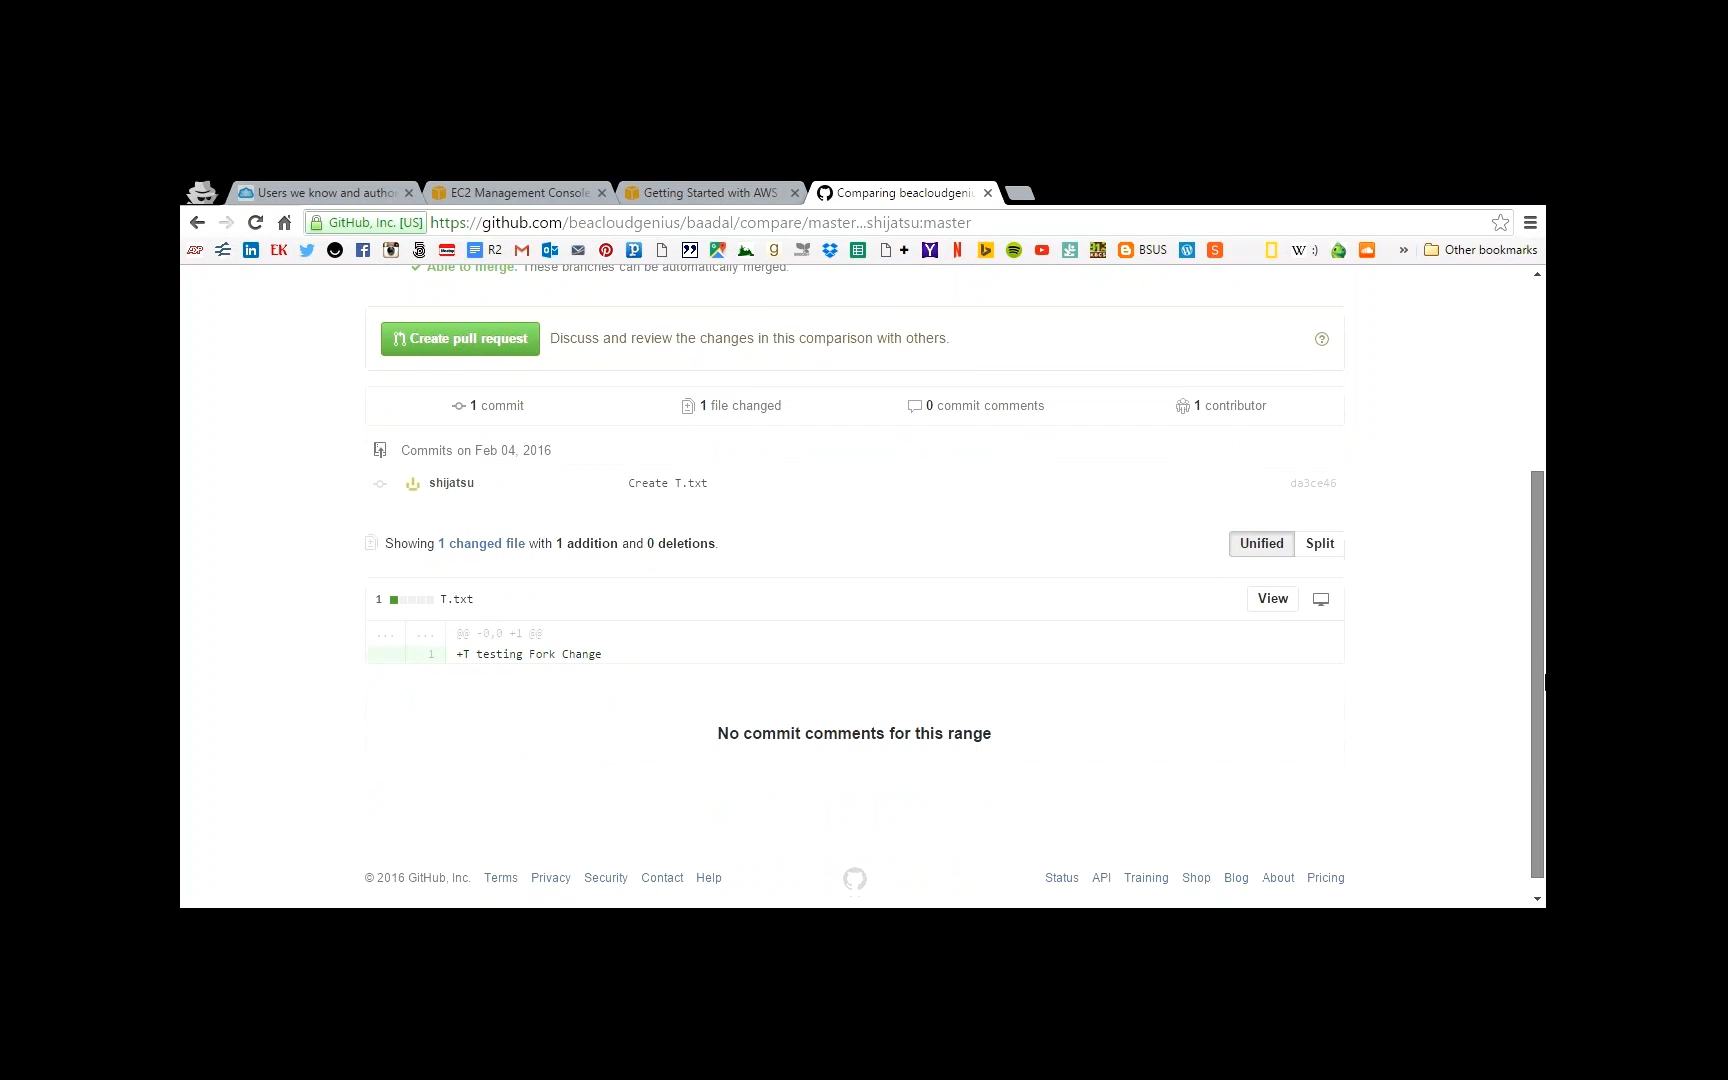 Users we know and author
EC2 Management Console
Getting Started with AWS
Comparing beacloudgeniu
GitHub, Inc. [US]
https://github.com/beacloudgenius/baadal/compare/master...shijatsu:master
EK
R2
BSUS
W :)
» Other bookmarks
Able to merge. These branches can be automatically merged.
Create pull request
Discuss and review the changes in this comparison with others.
1 commit
1 file changed
0 commit comments
1 contributor
Commits on Feb 04, 2016
shijatsu
Create T.txt
da3ce46
Showing 1 changed file with 1 addition and 0 deletions.
Unified
Split
1
T.txt
View
... ... @@ -0,0 +1 @@
1 +T testing Fork Change
No commit comments for this range
© 2016 GitHub, Inc. Terms Privacy Security Contact Help
Status API Training Shop Blog About Pricing